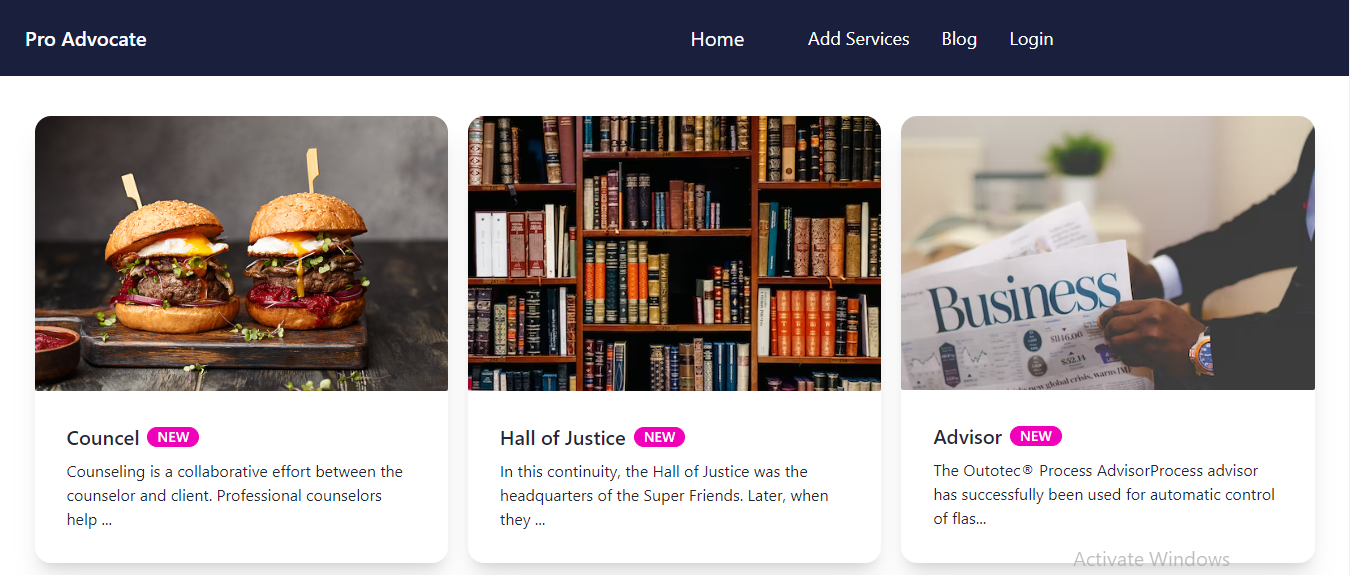 Pro Advocate
Home Add Services Blog Login
Business
Councel NEW
Counseling is a collaborative effort between the
counselor and client. Professional counselors
help ...
Hall of Justice NEW
In this continuity, the Hall of Justice was the
headquarters of the Super Friends. Later, when
they ...
Advisor NEW
The Outotec® Process AdvisorProcess advisor
has successfully been used for automatic control
of flas...
Activate Windows